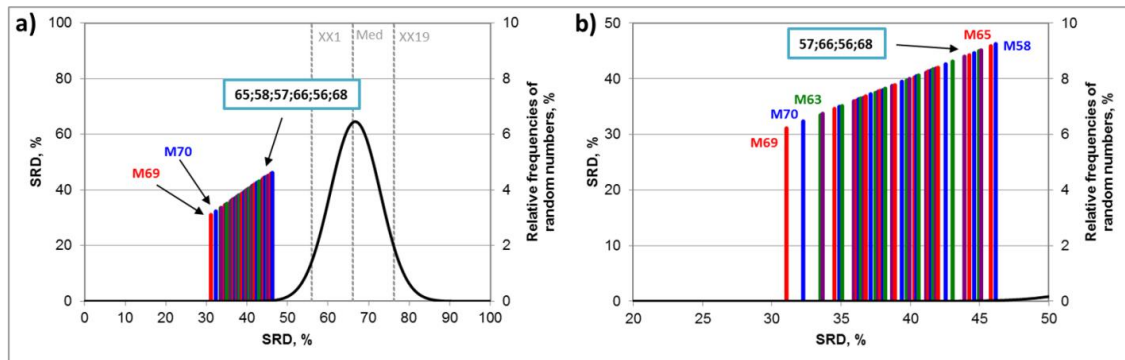 a)
SRD, %
100
80
60
40
20
0
XX1
Med
XX19
65;58;57;66;56;68
M70
M69
10
8
6
4
2
0
Relative frequencies of
random numbers, %
0 10 20 30 40 50 60 70 80 90 100
SRD, %
b)
SRD, %
50
40
30
20
10
0
57;66;56;68
M65
M58
M63
M70
M69
10
8
6
4
2
0
Relative frequencies of
random numbers, %
20 25 30 35 40 45 50
SRD, %